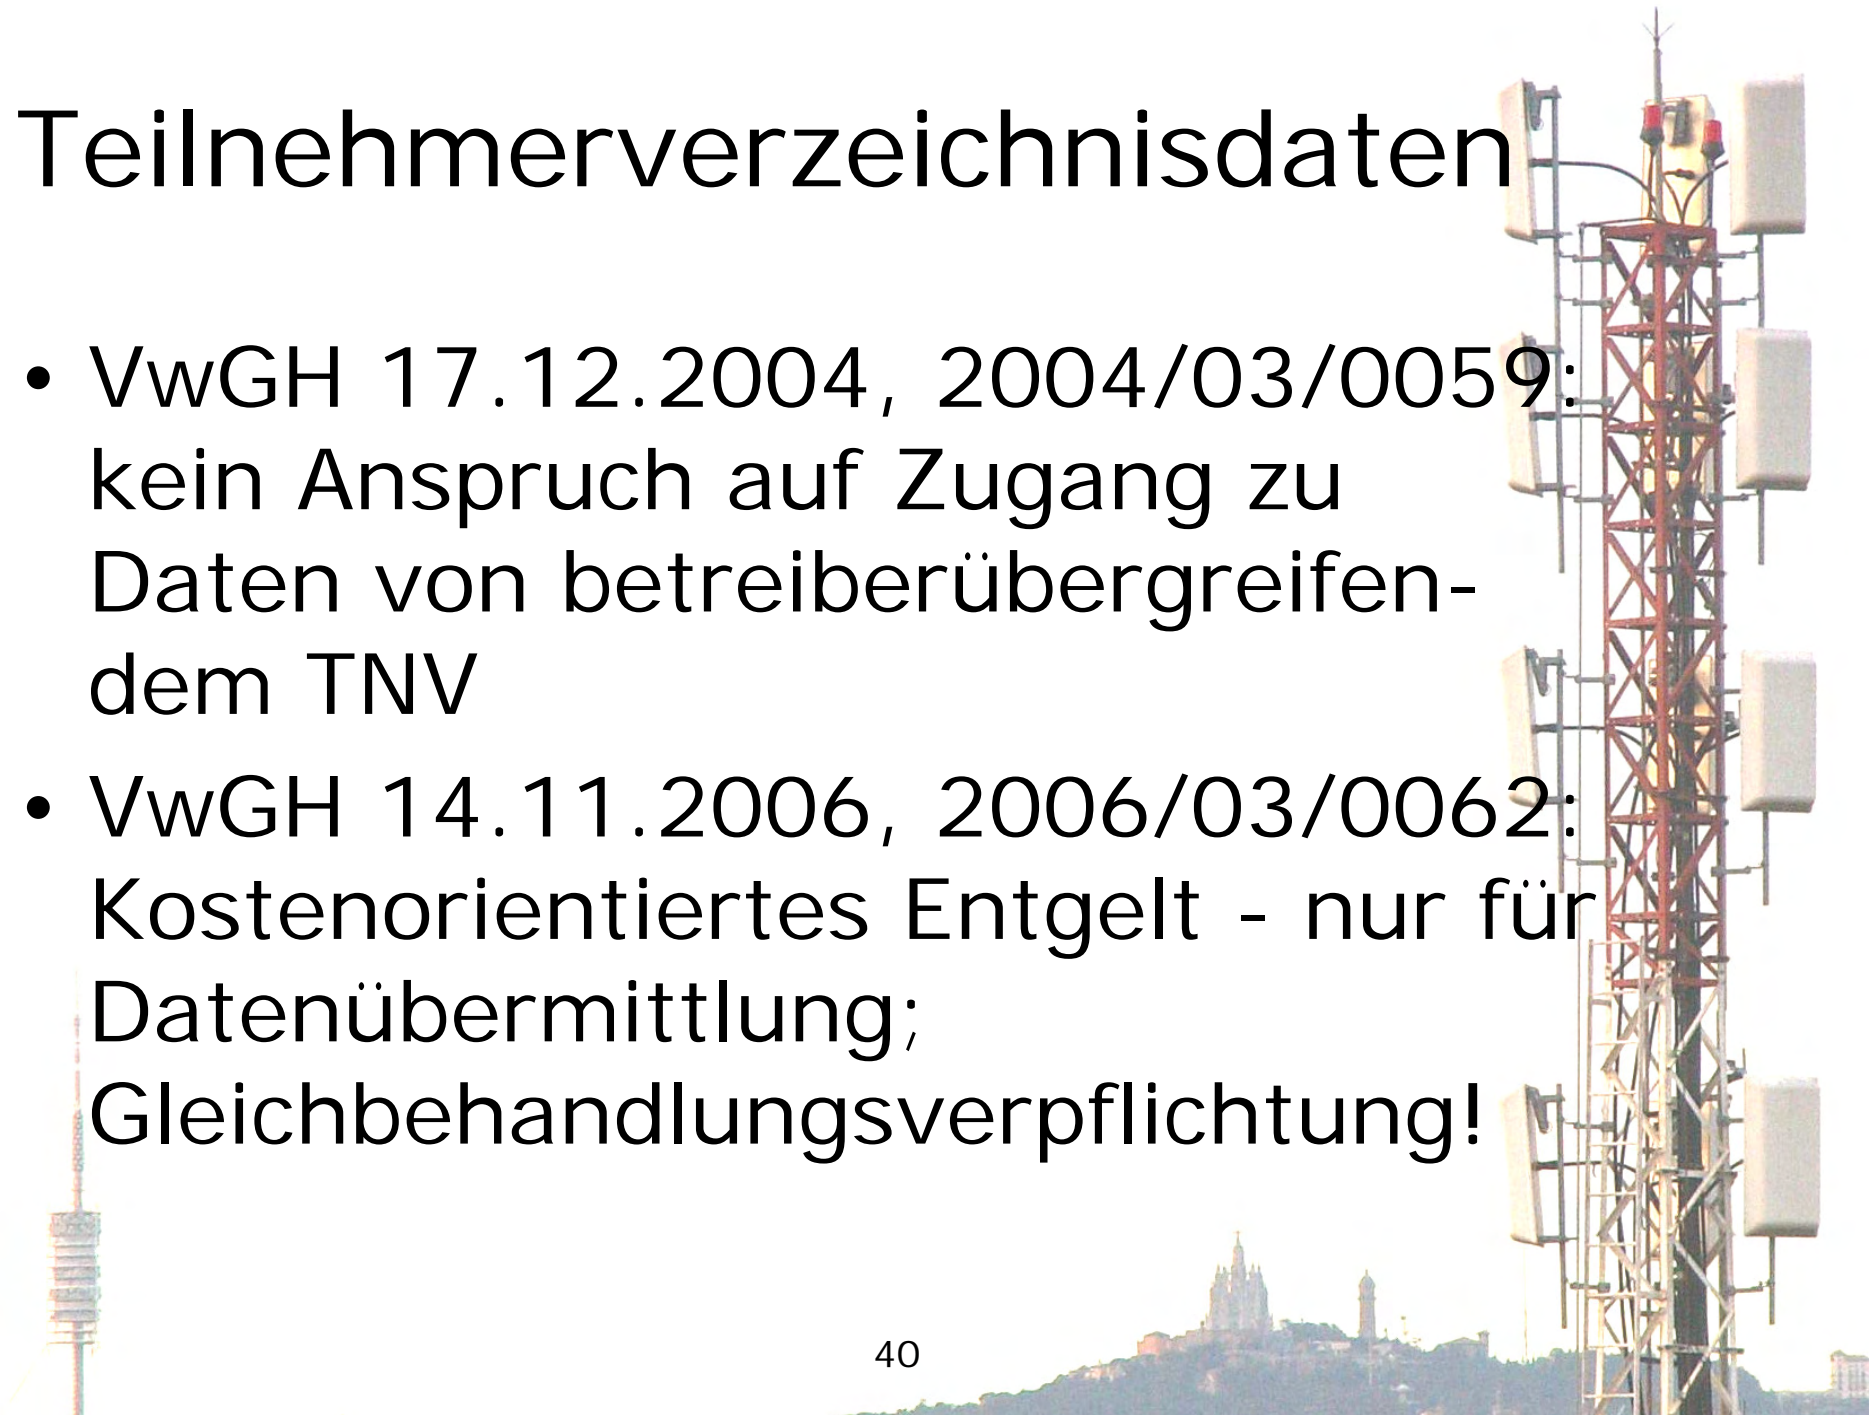 Teilnehmerverzeichnisdaten
• VwGH 17.12.2004, 2004/03/0059:
kein Anspruch auf Zugang zu
Daten von betreiberübergreifen-
dem TNV
• VwGH 14.11.2006, 2006/03/0062:
Kostenorientiertes Entgelt - nur für
Datenübermittlung;
Gleichbehandlungsverpflichtung!
40